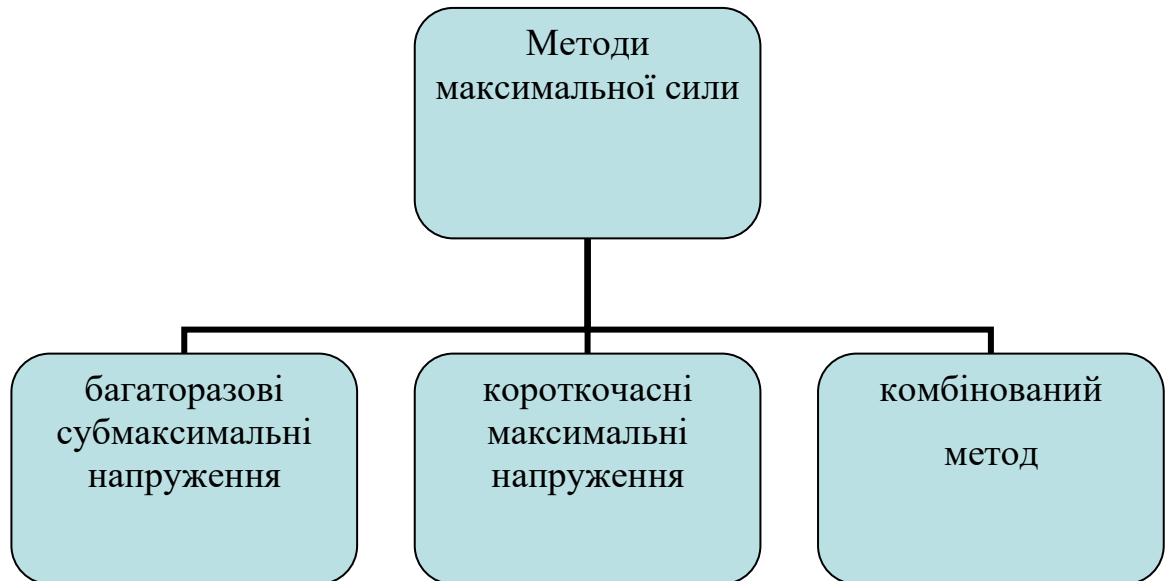 Методи
максимальної сили
багаторазові
субмаксимальні
напруження
короткочасні
максимальні
напруження
комбінований
метод